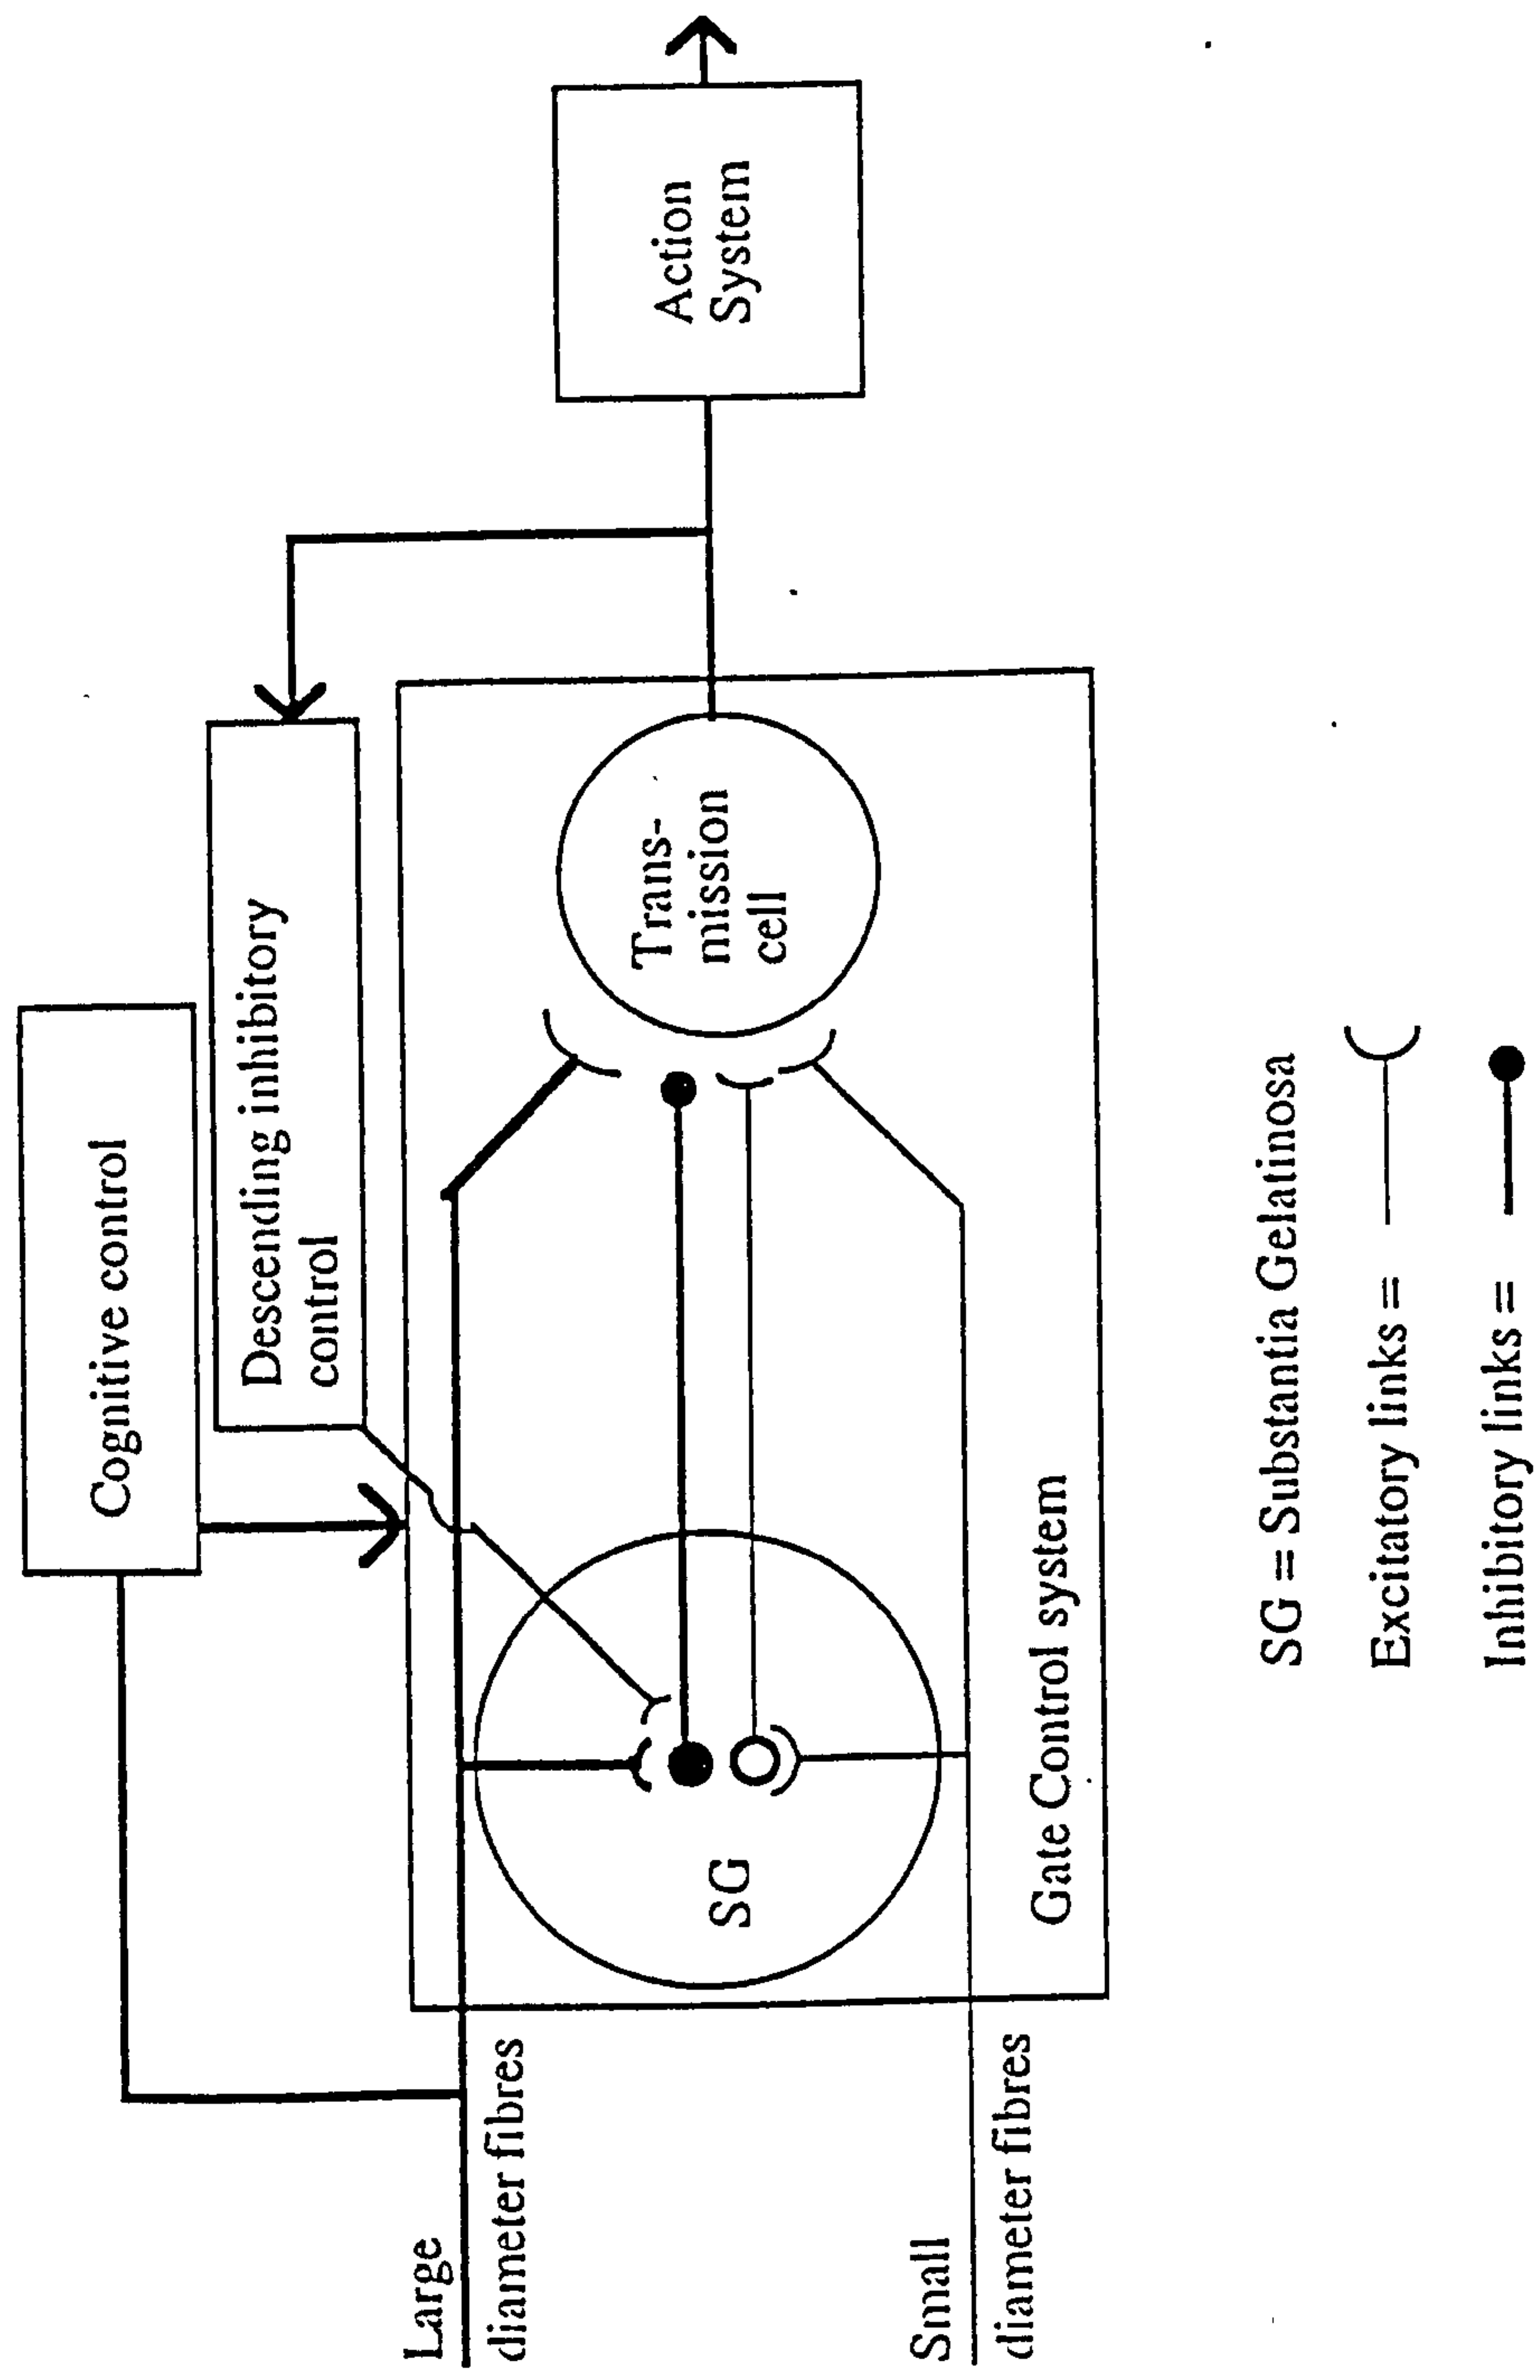 Cognitive control
Descending inhibitory
control
Large
diameter fibres
SG
Trans-
mission
cell
Action
System
Small
diameter fibres
Gate Control system
SG = Substantia Gelatinosa
Excitatory links =
Inhibitory links =